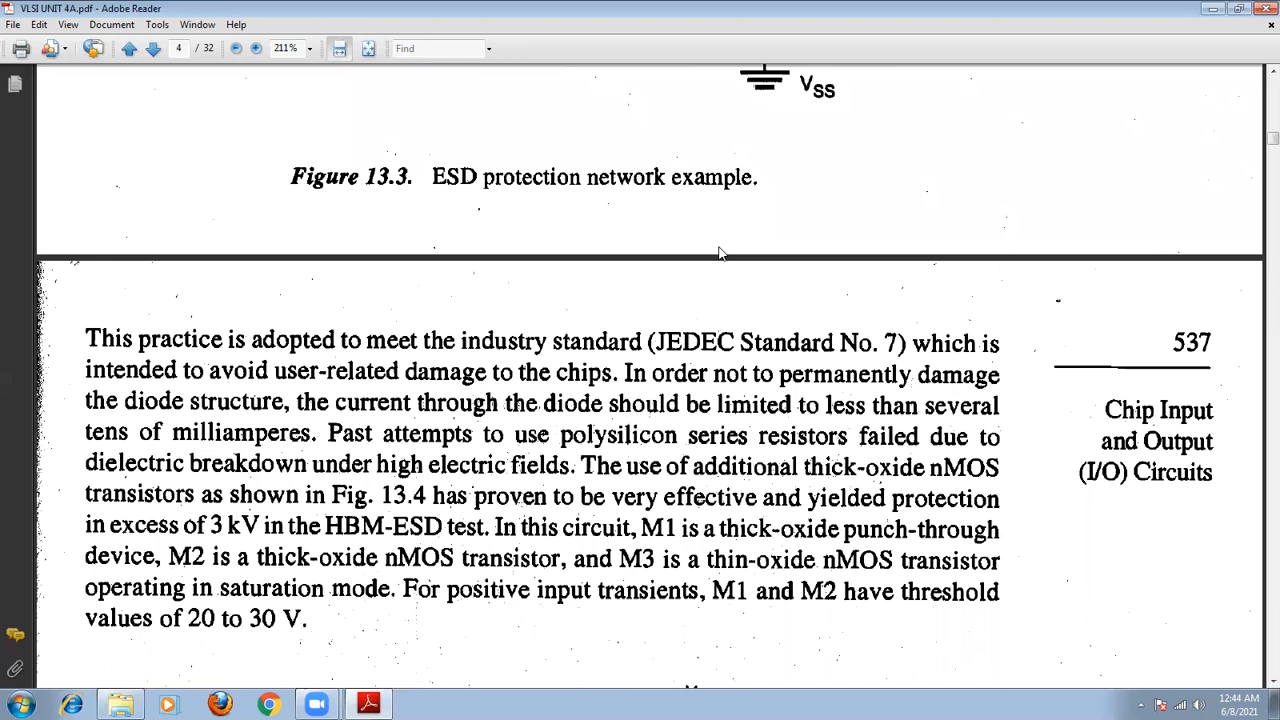 VLSI UNIT 4A.pdf - Adobe Reader
File Edit View Document Tools Window Help
4 / 32 211% Find
VSS
Figure 13.3. ESD protection network example.
This practice is adopted to meet the industry standard (JEDEC Standard No. 7) which is
intended to avoid user-related damage to the chips. In order not to permanently damage
the diode structure, the current through the diode should be limited to less than several
tens of milliamperes. Past attempts to use polysilicon series resistors failed due to
dielectric breakdown under high electric fields. The use of additional thick-oxide nMOS
transistors as shown in Fig. 13.4 has proven to be very effective and yielded protection
in excess of 3 kV in the HBM-ESD test. In this circuit, M1 is a thick-oxide punch-through
device, M2 is a thick-oxide nMOS transistor, and M3 is a thin-oxide nMOS transistor
operating in saturation mode. For positive input transients, M1 and M2 have threshold
values of 20 to 30 V.
537
Chip Input
and Output
(I/O) Circuits
12:44 AM
6/8/2021